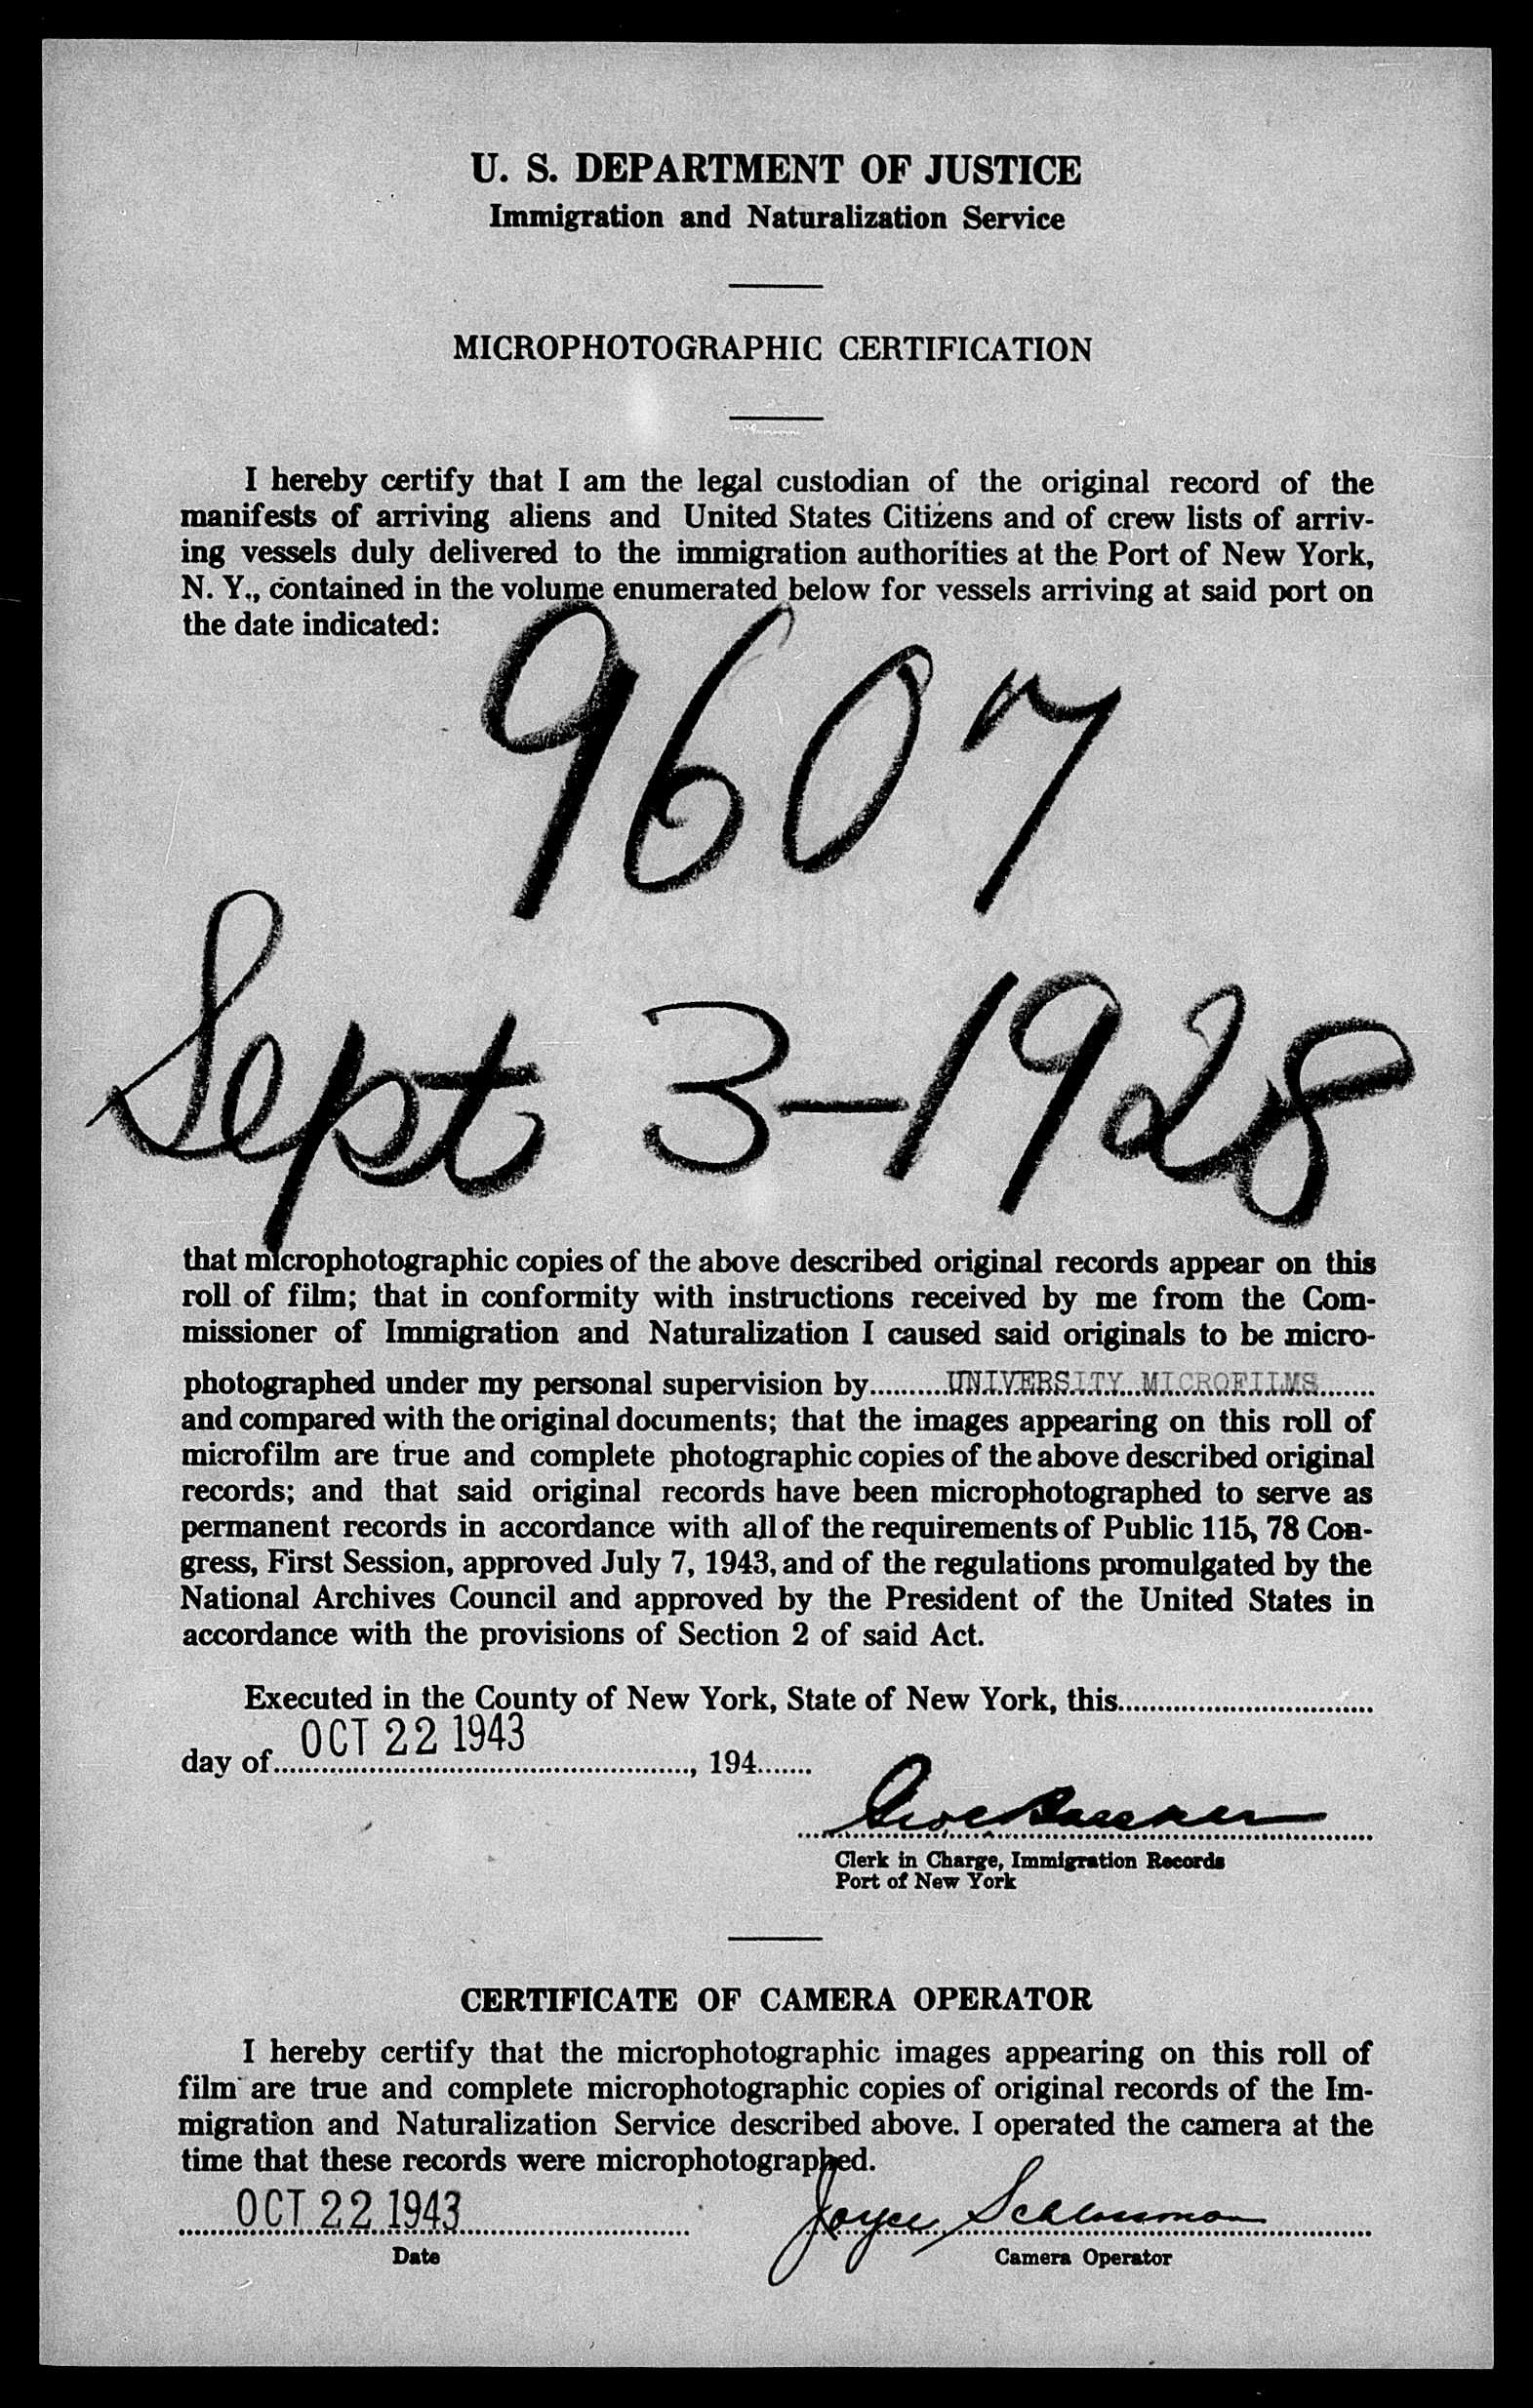 U. S. DEPARTMENT OF JUSTICE
Immigration and Naturalization Service
MICROPHOTOGRAPHIC CERTIFICATION
I hereby certify that I am the legal custodian of the original record of the
manifests of arriving aliens and United States Citizens and of crew lists of arriv-
ing vessels duly delivered to the immigration authorities at the Port of New York,
N. Y., contained in the volume enumerated below for vessels arriving at said port on
the date indicated:
9607
Sept 3-1928
that microphotographic copies of the above described original records appear on this
roll of film; that in conformity with instructions received by me from the Com-
missioner of Immigration and Naturalization I caused said originals to be micro-
photographed under my personal supervision by..........UNIVERSITY MICROFILMS.......
and compared with the original documents; that the images appearing on this roll of
microfilm are true and complete photographic copies of the above described original
records; and that said original records have been microphotographed to serve as
permanent records in accordance with all of the requirements of Public 115, 78 Con-
gress, First Session, approved July 7, 1943, and of the regulations promulgated by the
National Archives Council and approved by the President of the United States in
accordance with the provisions of Section 2 of said Act.
Executed in the County of New York, State of New York, this
day of OCT 22 1943, 194
Clerk in Charge, Immigration Records
Port of New York
CERTIFICATE OF CAMERA OPERATOR
I hereby certify that the microphotographic images appearing on this roll of
film are true and complete microphotographic copies of original records of the Im-
migration and Naturalization Service described above. I operated the camera at the
time that these records were microphotographed.
OCT 22 1943 Joyce Schlossman
Date Camera Operator